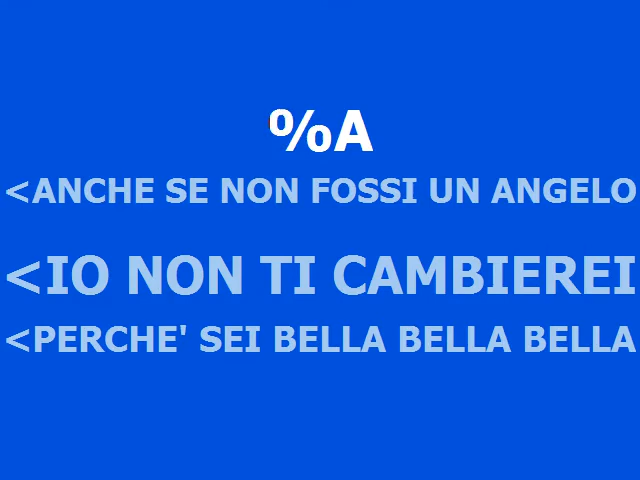 %A
<ANCHE SE NON FOSSI UN ANGELO
<IO NON TI CAMBIEREI
<PERCHE' SEI BELLA BELLA BELLA